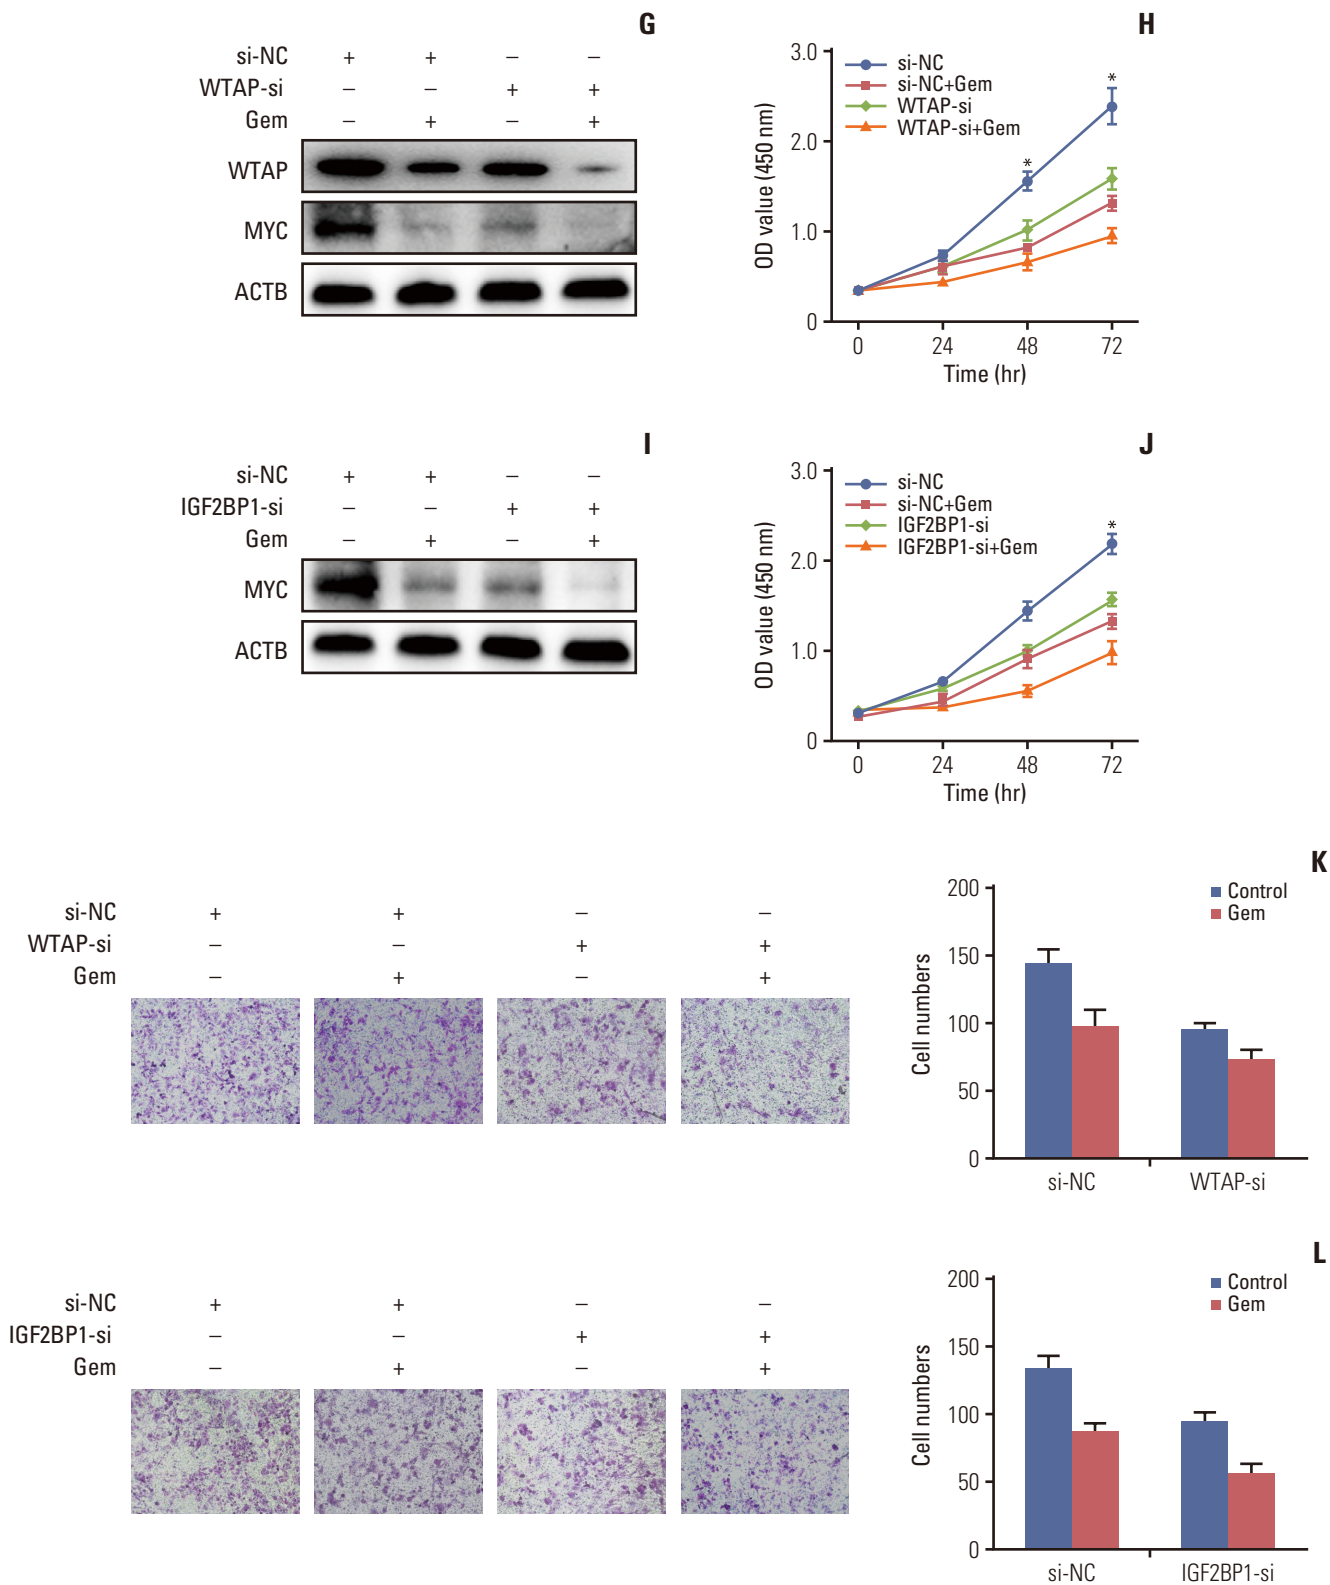 G
si-NC + + – –
WTAP-si – – + +
Gem – + – +
WTAP
MYC
ACTB
H
3.0
2.0
1.0
0
OD value (450 nm)
si-NC
si-NC+Gem
WTAP-si
WTAP-si+Gem
*
*
0 24 48 72
Time (hr)
I
si-NC + + – –
IGF2BP1-si – – + +
Gem – + – +
MYC
ACTB
J
3.0
2.0
1.0
0
OD value (450 nm)
si-NC
si-NC+Gem
IGF2BP1-si
IGF2BP1-si+Gem
*
0 24 48 72
Time (hr)
K
si-NC + + – –
WTAP-si – – + +
Gem – + – +
200
150
100
50
0
Cell numbers
Control
Gem
si-NC WTAP-si
L
si-NC + + – –
IGF2BP1-si – – + +
Gem – + – +
200
150
100
50
0
Cell numbers
Control
Gem
si-NC IGF2BP1-si